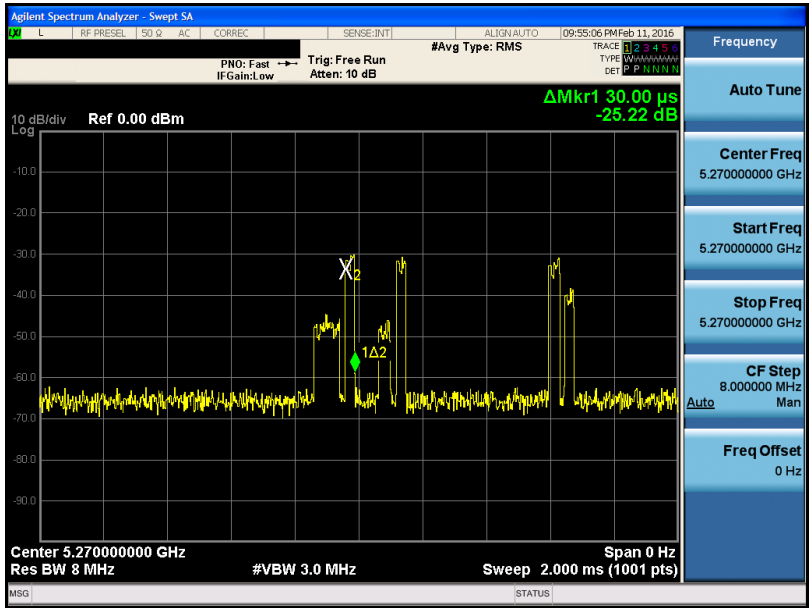 Agilent Spectrum Analyzer - Swept SA
LXI L RF PRESEL 50 Ω AC CORREC SENSE:INT ALIGN AUTO 09:55:06 PM Feb 11, 2016
#Avg Type: RMS
TRACE 1 2 3 4 5 6
PNO: Fast Trig: Free Run
TYPE W
IFGain:Low Atten: 10 dB
DET P P N N N N
ΔMkr1 30.00 µs
-25.22 dB
10 dB/div Ref 0.00 dBm
Log
-10.0
-20.0
-30.0
-40.0
-50.0
-60.0
-70.0
-80.0
-90.0
X2
1Δ2
Center 5.270000000 GHz Span 0 Hz
Res BW 8 MHz #VBW 3.0 MHz Sweep 2.000 ms (1001 pts)
MSG STATUS
Frequency
Auto Tune
Center Freq
5.270000000 GHz
Start Freq
5.270000000 GHz
Stop Freq
5.270000000 GHz
CF Step
8.000000 MHz
Auto Man
Freq Offset
0 Hz